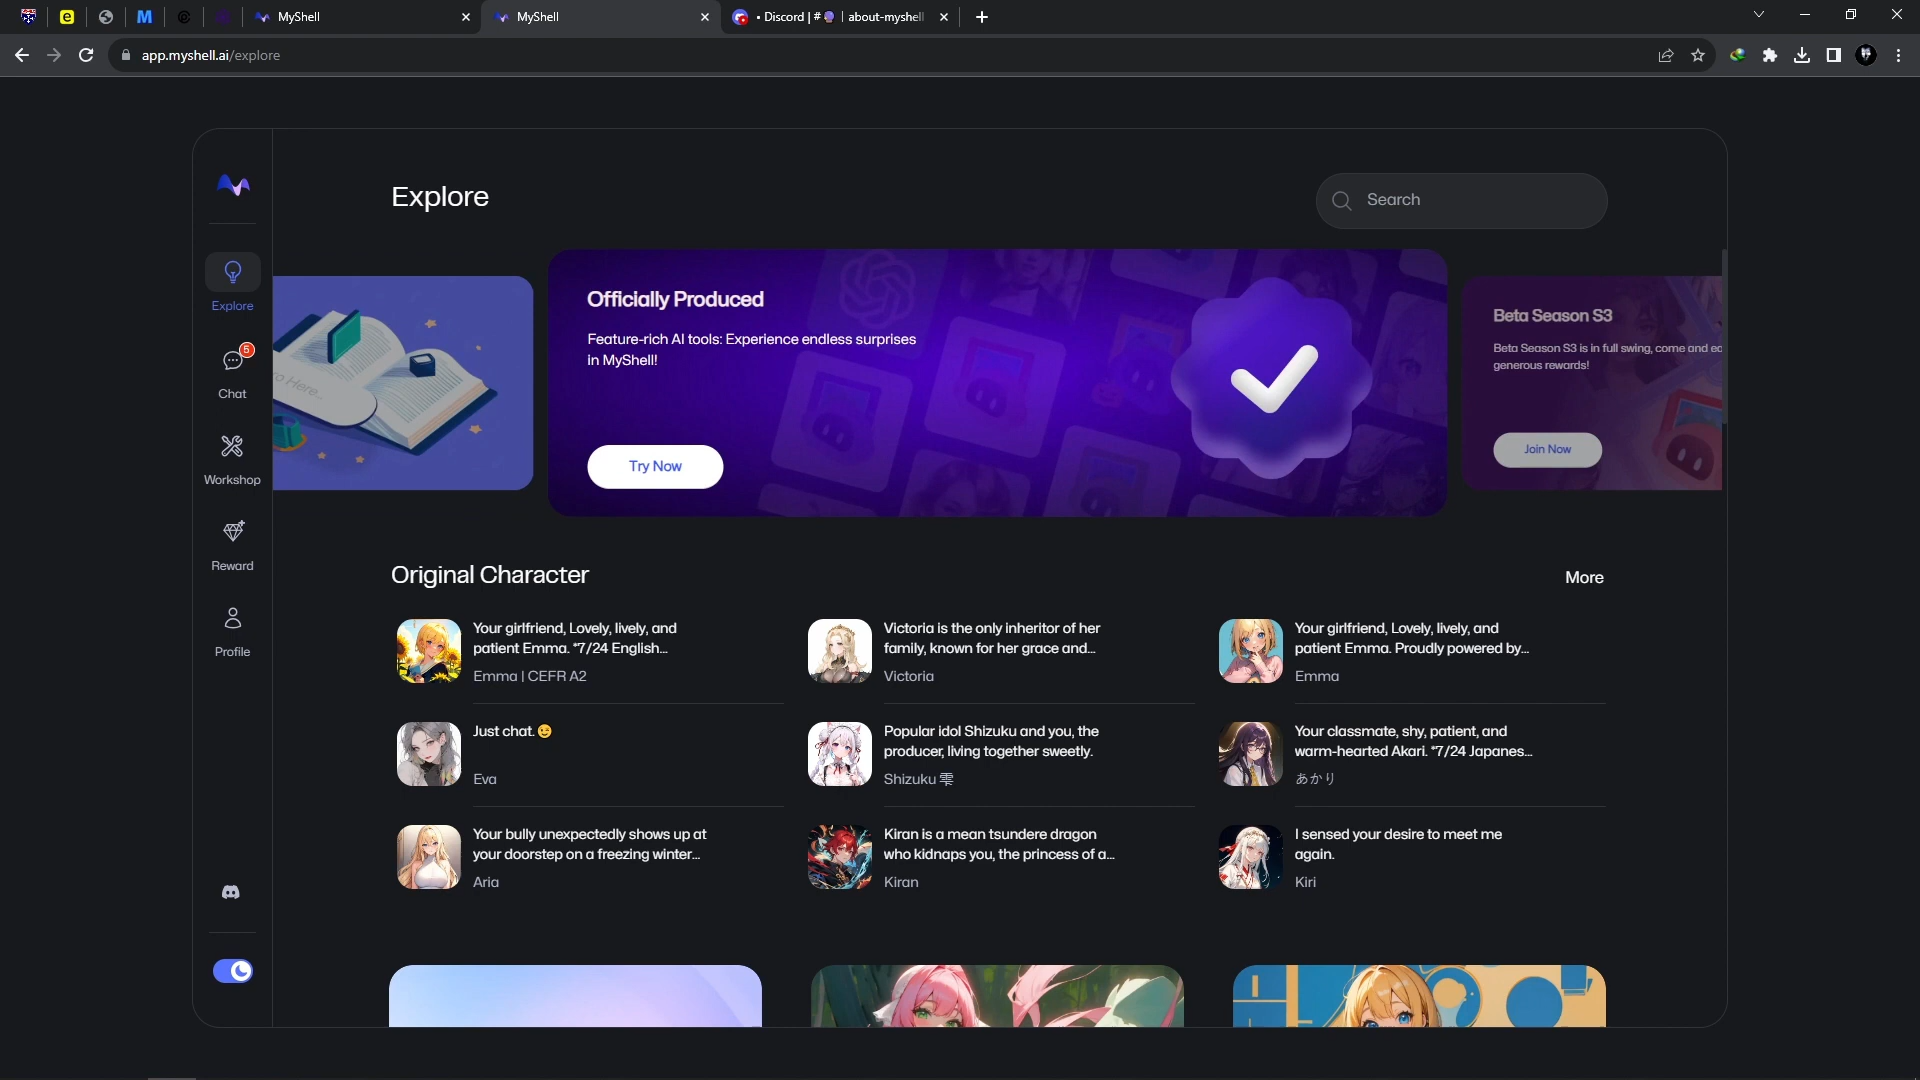 MyShell
MyShell
• Discord | # | about-myshell
app.myshell.ai/explore
Explore
Search
Explore
5
Chat
Workshop
Reward
Profile
ro Here...
Officially Produced
Feature-rich AI tools: Experience endless surprises
in MyShell!
Try Now
Beta Season S3
Beta Season S3 is in full swing, come and ea
generous rewards!
Join Now
Original Character
More
Your girlfriend, Lovely, lively, and
patient Emma. *7/24 English...
Emma | CEFR A2
Victoria is the only inheritor of her
family, known for her grace and...
Victoria
Your girlfriend, Lovely, lively, and
patient Emma. Proudly powered by...
Emma
Just chat. 😉
Eva
Popular idol Shizuku and you, the
producer, living together sweetly.
Shizuku 雫
Your classmate, shy, patient, and
warm-hearted Akari. *7/24 Japanes...
あかり
Your bully unexpectedly shows up at
your doorstep on a freezing winter...
Aria
Kiran is a mean tsundere dragon
who kidnaps you, the princess of a...
Kiran
I sensed your desire to meet me
again.
Kiri